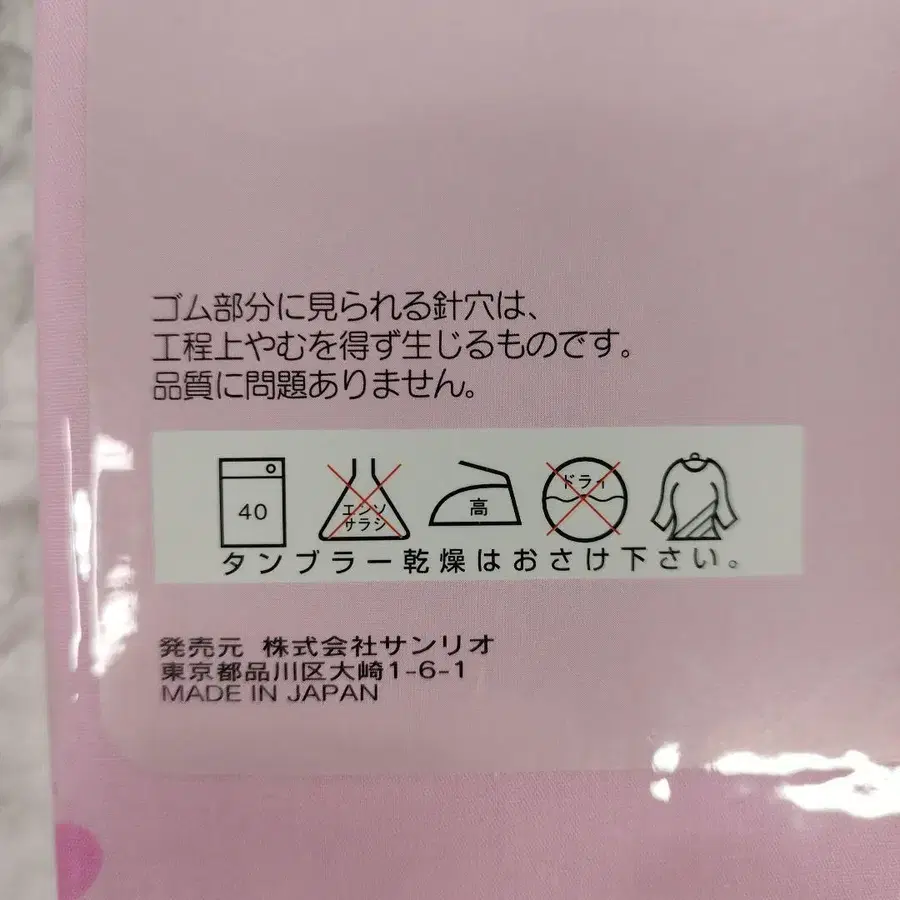 ゴム部分に見られる針穴は、
工程上やむを得ず生じるものです。
品質に問題ありません。
40
エンソ
サラシ
高
ドライ
タンブラー乾燥はおさけ下さい。
発売元 株式会社サンリオ
東京都品川区大崎1-6-1
MADE IN JAPAN